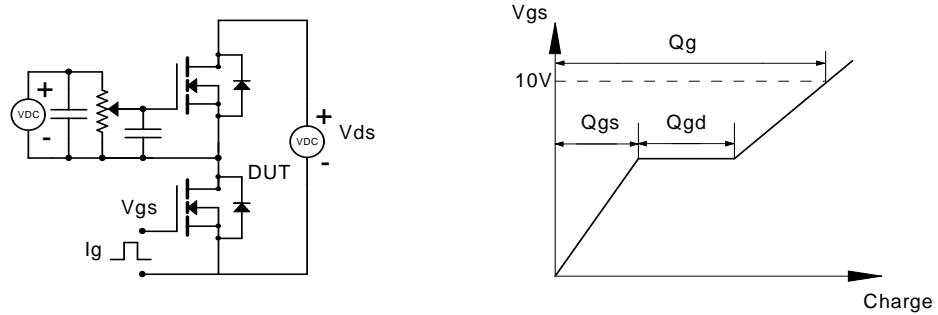 VDC
+
-
Vgs
Ig
DUT
VDC
+
-
Vds
Vgs
Qg
10V
Qgs
Qgd
Charge